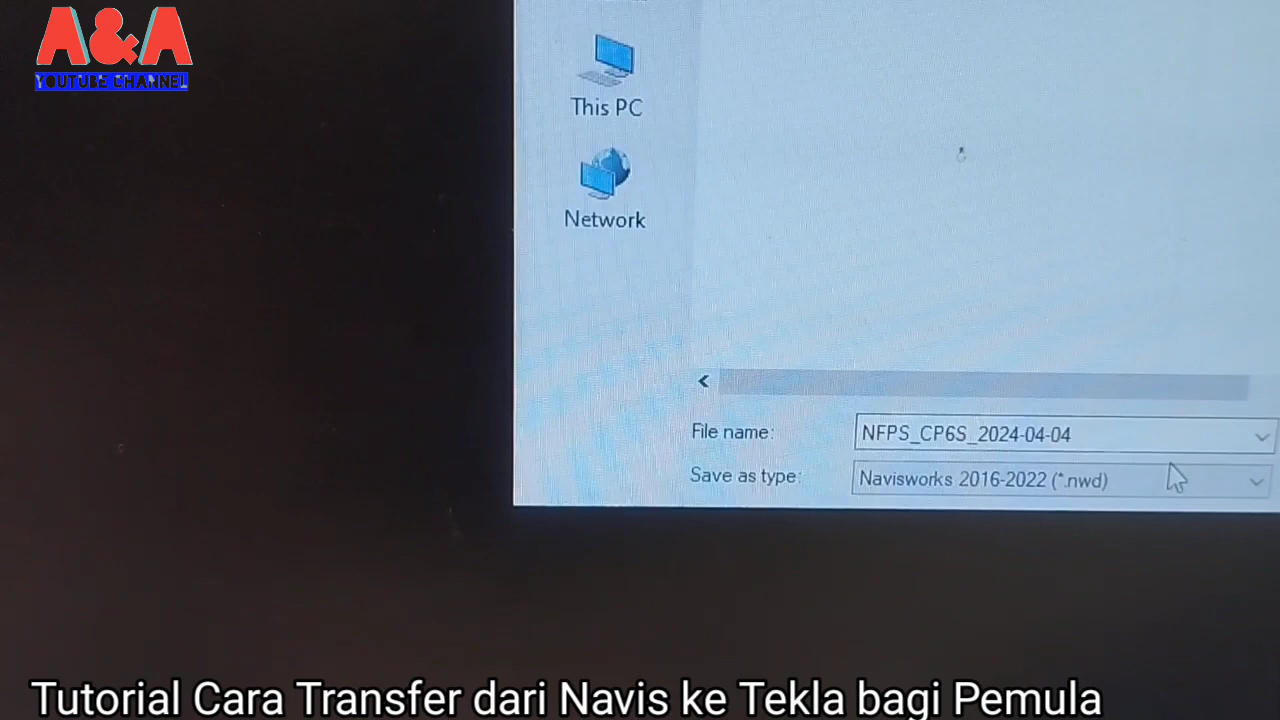 A&A
YOUTUBE CHANNEL
This PC
Network
File name: NFPS_CP6S_2024-04-04
Save as type: Navisworks 2016-2022 (*.nwd)
Tutorial Cara Transfer dari Navis ke Tekla bagi Pemula